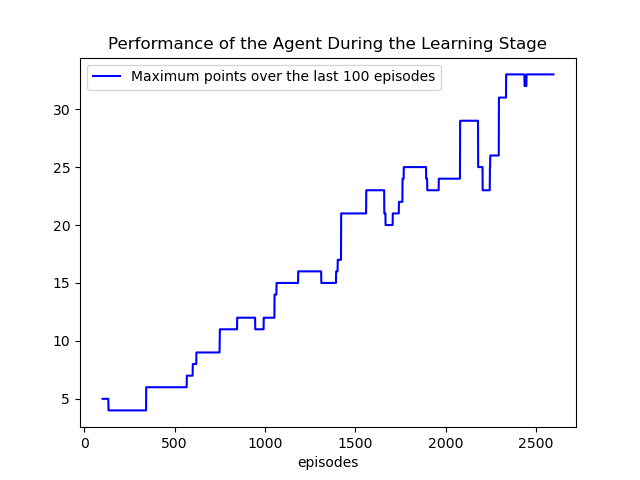 Performance of the Agent During the Learning Stage
Maximum points over the last 100 episodes
30
25
20
15
10
5
0 500 1000 1500 2000 2500
episodes